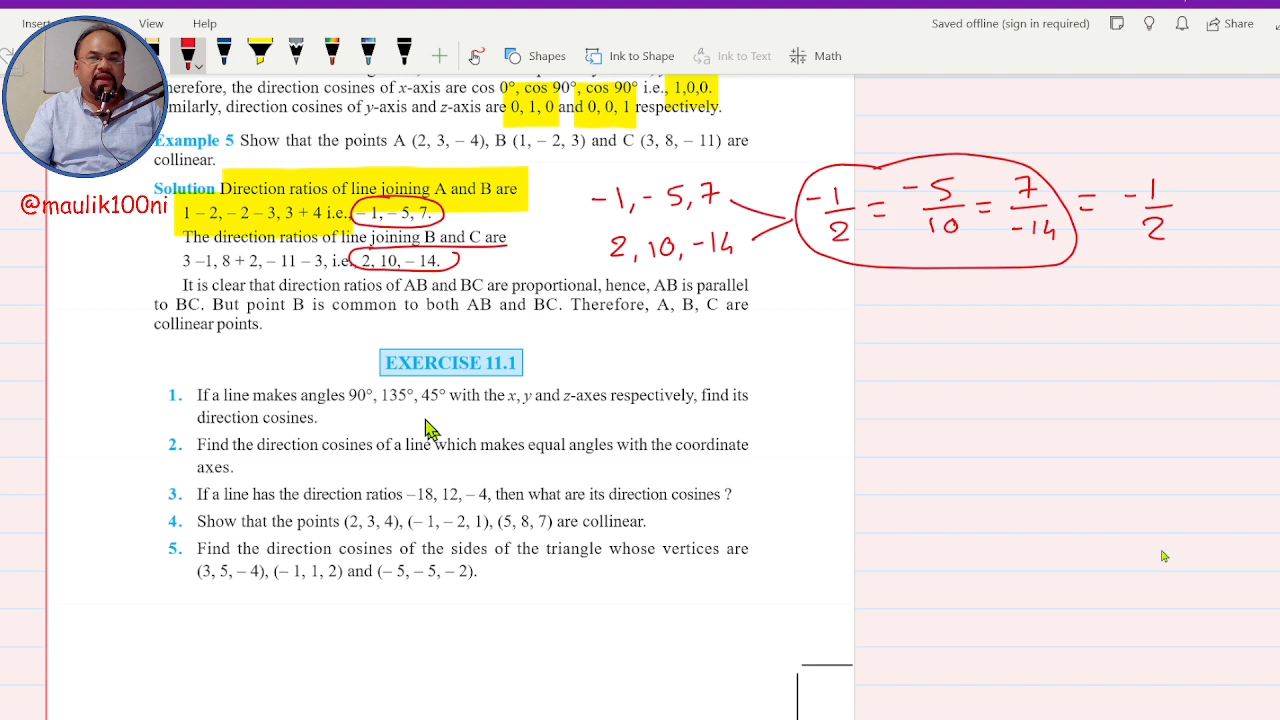 Inser
View
Help
Saved offline (sign in required)
Share
Shapes
Ink to Shape
Ink to Text
Math
herefore, the direction cosines of x-axis are cos 0°, cos 90°, cos 90° i.e., 1,0,0.
milarly, direction cosines of y-axis and z-axis are 0, 1, 0 and 0, 0, 1 respectively.
Example 5 Show that the points A (2, 3, – 4), B (1, – 2, 3) and C (3, 8, – 11) are
collinear.
Solution Direction ratios of line joining A and B are
@maulik100ni
1 – 2, – 2 – 3, 3 + 4 i.e., – 1, – 5, 7.
The direction ratios of line joining B and C are
3 –1, 8 + 2, – 11 – 3, i.e., 2, 10, – 14.
-1, -5, 7
2, 10, -14
-1/2 = -5/10 = 7/-14 = -1/2
It is clear that direction ratios of AB and BC are proportional, hence, AB is parallel
to BC. But point B is common to both AB and BC. Therefore, A, B, C are
collinear points.
EXERCISE 11.1
1. If a line makes angles 90°, 135°, 45° with the x, y and z-axes respectively, find its
direction cosines.
2. Find the direction cosines of a line which makes equal angles with the coordinate
axes.
3. If a line has the direction ratios –18, 12, – 4, then what are its direction cosines ?
4. Show that the points (2, 3, 4), (– 1, – 2, 1), (5, 8, 7) are collinear.
5. Find the direction cosines of the sides of the triangle whose vertices are
(3, 5, – 4), (– 1, 1, 2) and (– 5, – 5, – 2).